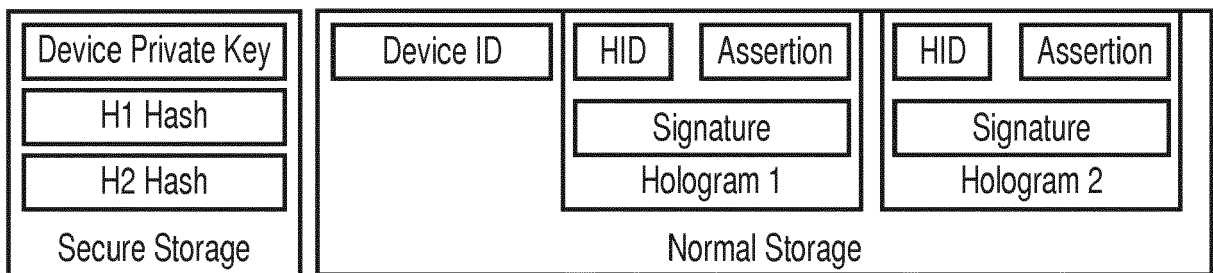 Device Private Key
H1 Hash
H2 Hash
Secure Storage
Device ID
HID
Assertion
Signature
Hologram 1
HID
Assertion
Signature
Hologram 2
Normal Storage